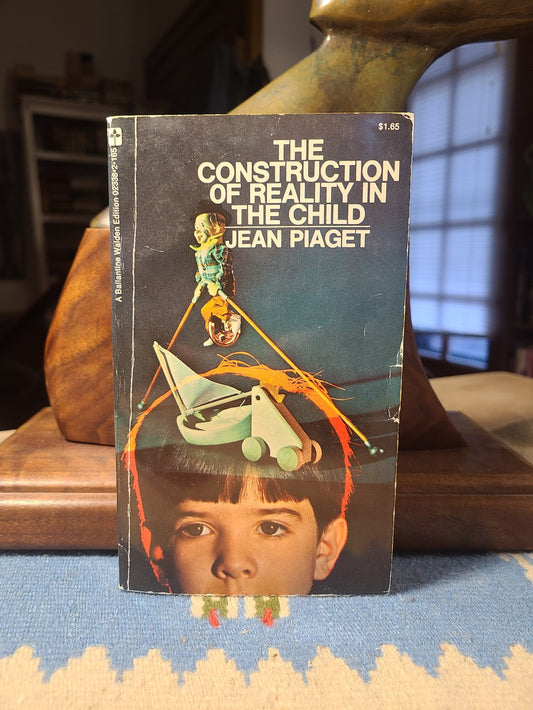 $1.65
THE
CONSTRUCTION
OF REALITY IN
THE CHILD
JEAN PIAGET
A Ballantine Walden Edition 02338-2-165